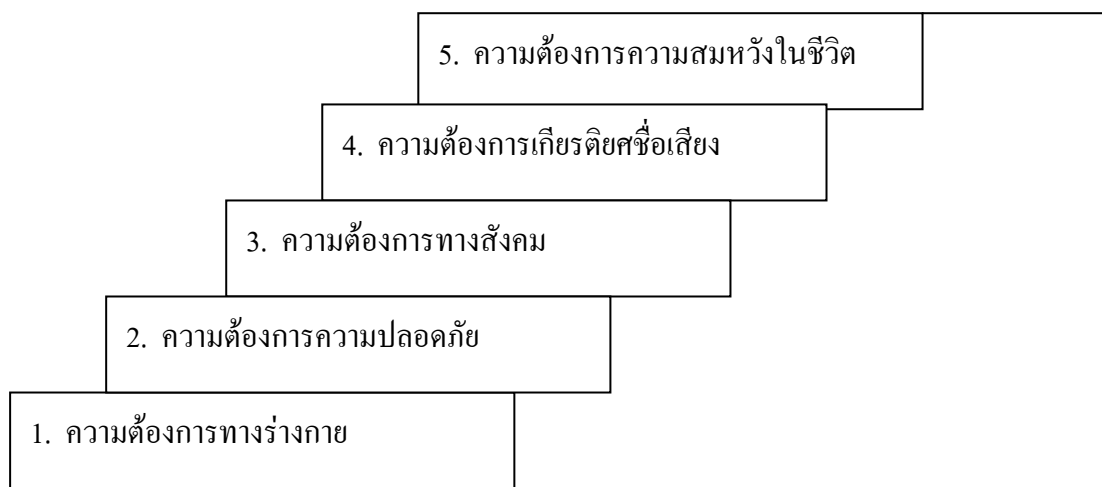 5. ความต้องการความสมหวังในชีวิต
4. ความต้องการเกียรติยศชื่อเสียง
3. ความต้องการทางสังคม
2. ความต้องการความปลอดภัย
1. ความต้องการทางร่างกาย